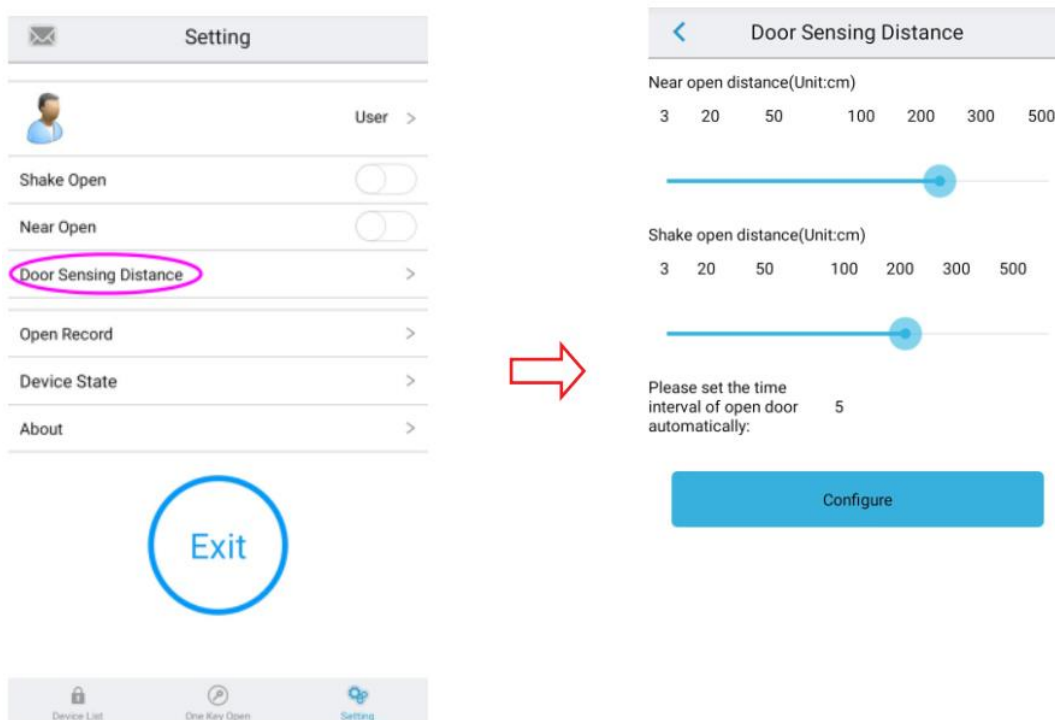 Setting
User >
Shake Open
Near Open
Door Sensing Distance >
Open Record >
Device State >
About >
Exit
Device List One Key Open Setting
Door Sensing Distance
Near open distance(Unit:cm)
3 20 50 100 200 300 500
Shake open distance(Unit:cm)
3 20 50 100 200 300 500
Please set the time
interval of open door 5
automatically:
Configure